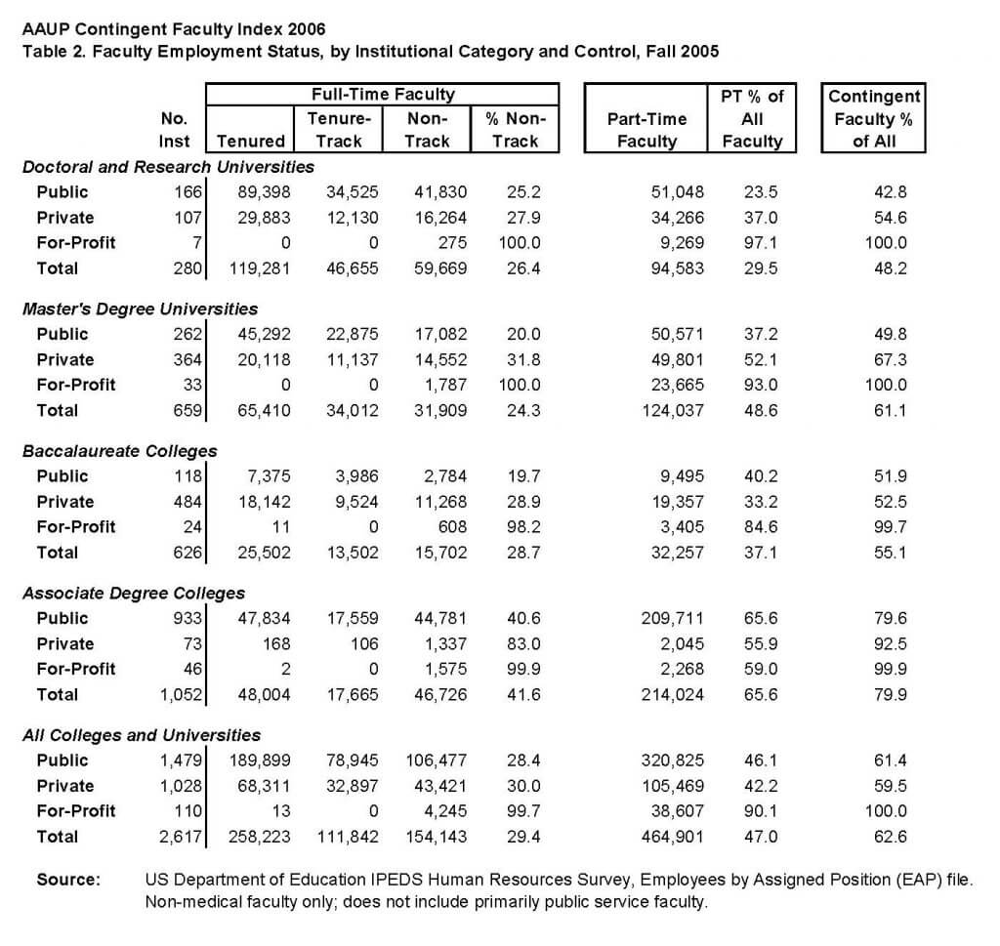 AAUP Contingent Faculty Index 2006
Table 2. Faculty Employment Status, by Institutional Category and Control, Fall 2005
Full-Time Faculty
No. Inst Tenured Tenure-Track Non-Track % Non-Track Part-Time Faculty PT % of All Faculty Contingent Faculty % of All
Doctoral and Research Universities
Public 166 89,398 34,525 41,830 25.2 51,048 23.5 42.8
Private 107 29,883 12,130 16,264 27.9 34,266 37.0 54.6
For-Profit 7 0 0 275 100.0 9,269 97.1 100.0
Total 280 119,281 46,655 59,669 26.4 94,583 29.5 48.2
Master's Degree Universities
Public 262 45,292 22,875 17,082 20.0 50,571 37.2 49.8
Private 364 20,118 11,137 14,552 31.8 49,801 52.1 67.3
For-Profit 33 0 0 1,787 100.0 23,665 93.0 100.0
Total 659 65,410 34,012 31,909 24.3 124,037 48.6 61.1
Baccalaureate Colleges
Public 118 7,375 3,986 2,784 19.7 9,495 40.2 51.9
Private 484 18,142 9,524 11,268 28.9 19,357 33.2 52.5
For-Profit 24 11 0 608 98.2 3,405 84.6 99.7
Total 626 25,502 13,502 15,702 28.7 32,257 37.1 55.1
Associate Degree Colleges
Public 933 47,834 17,559 44,781 40.6 209,711 65.6 79.6
Private 73 168 106 1,337 83.0 2,045 55.9 92.5
For-Profit 46 2 0 1,575 99.9 2,268 59.0 99.9
Total 1,052 48,004 17,665 46,726 41.6 214,024 65.6 79.9
All Colleges and Universities
Public 1,479 189,899 78,945 106,477 28.4 320,825 46.1 61.4
Private 1,028 68,311 32,897 43,421 30.0 105,469 42.2 59.5
For-Profit 110 13 0 4,245 99.7 38,607 90.1 100.0
Total 2,617 258,223 111,842 154,143 29.4 464,901 47.0 62.6
Source: US Department of Education IPEDS Human Resources Survey, Employees by Assigned Position (EAP) file.
Non-medical faculty only; does not include primarily public service faculty.